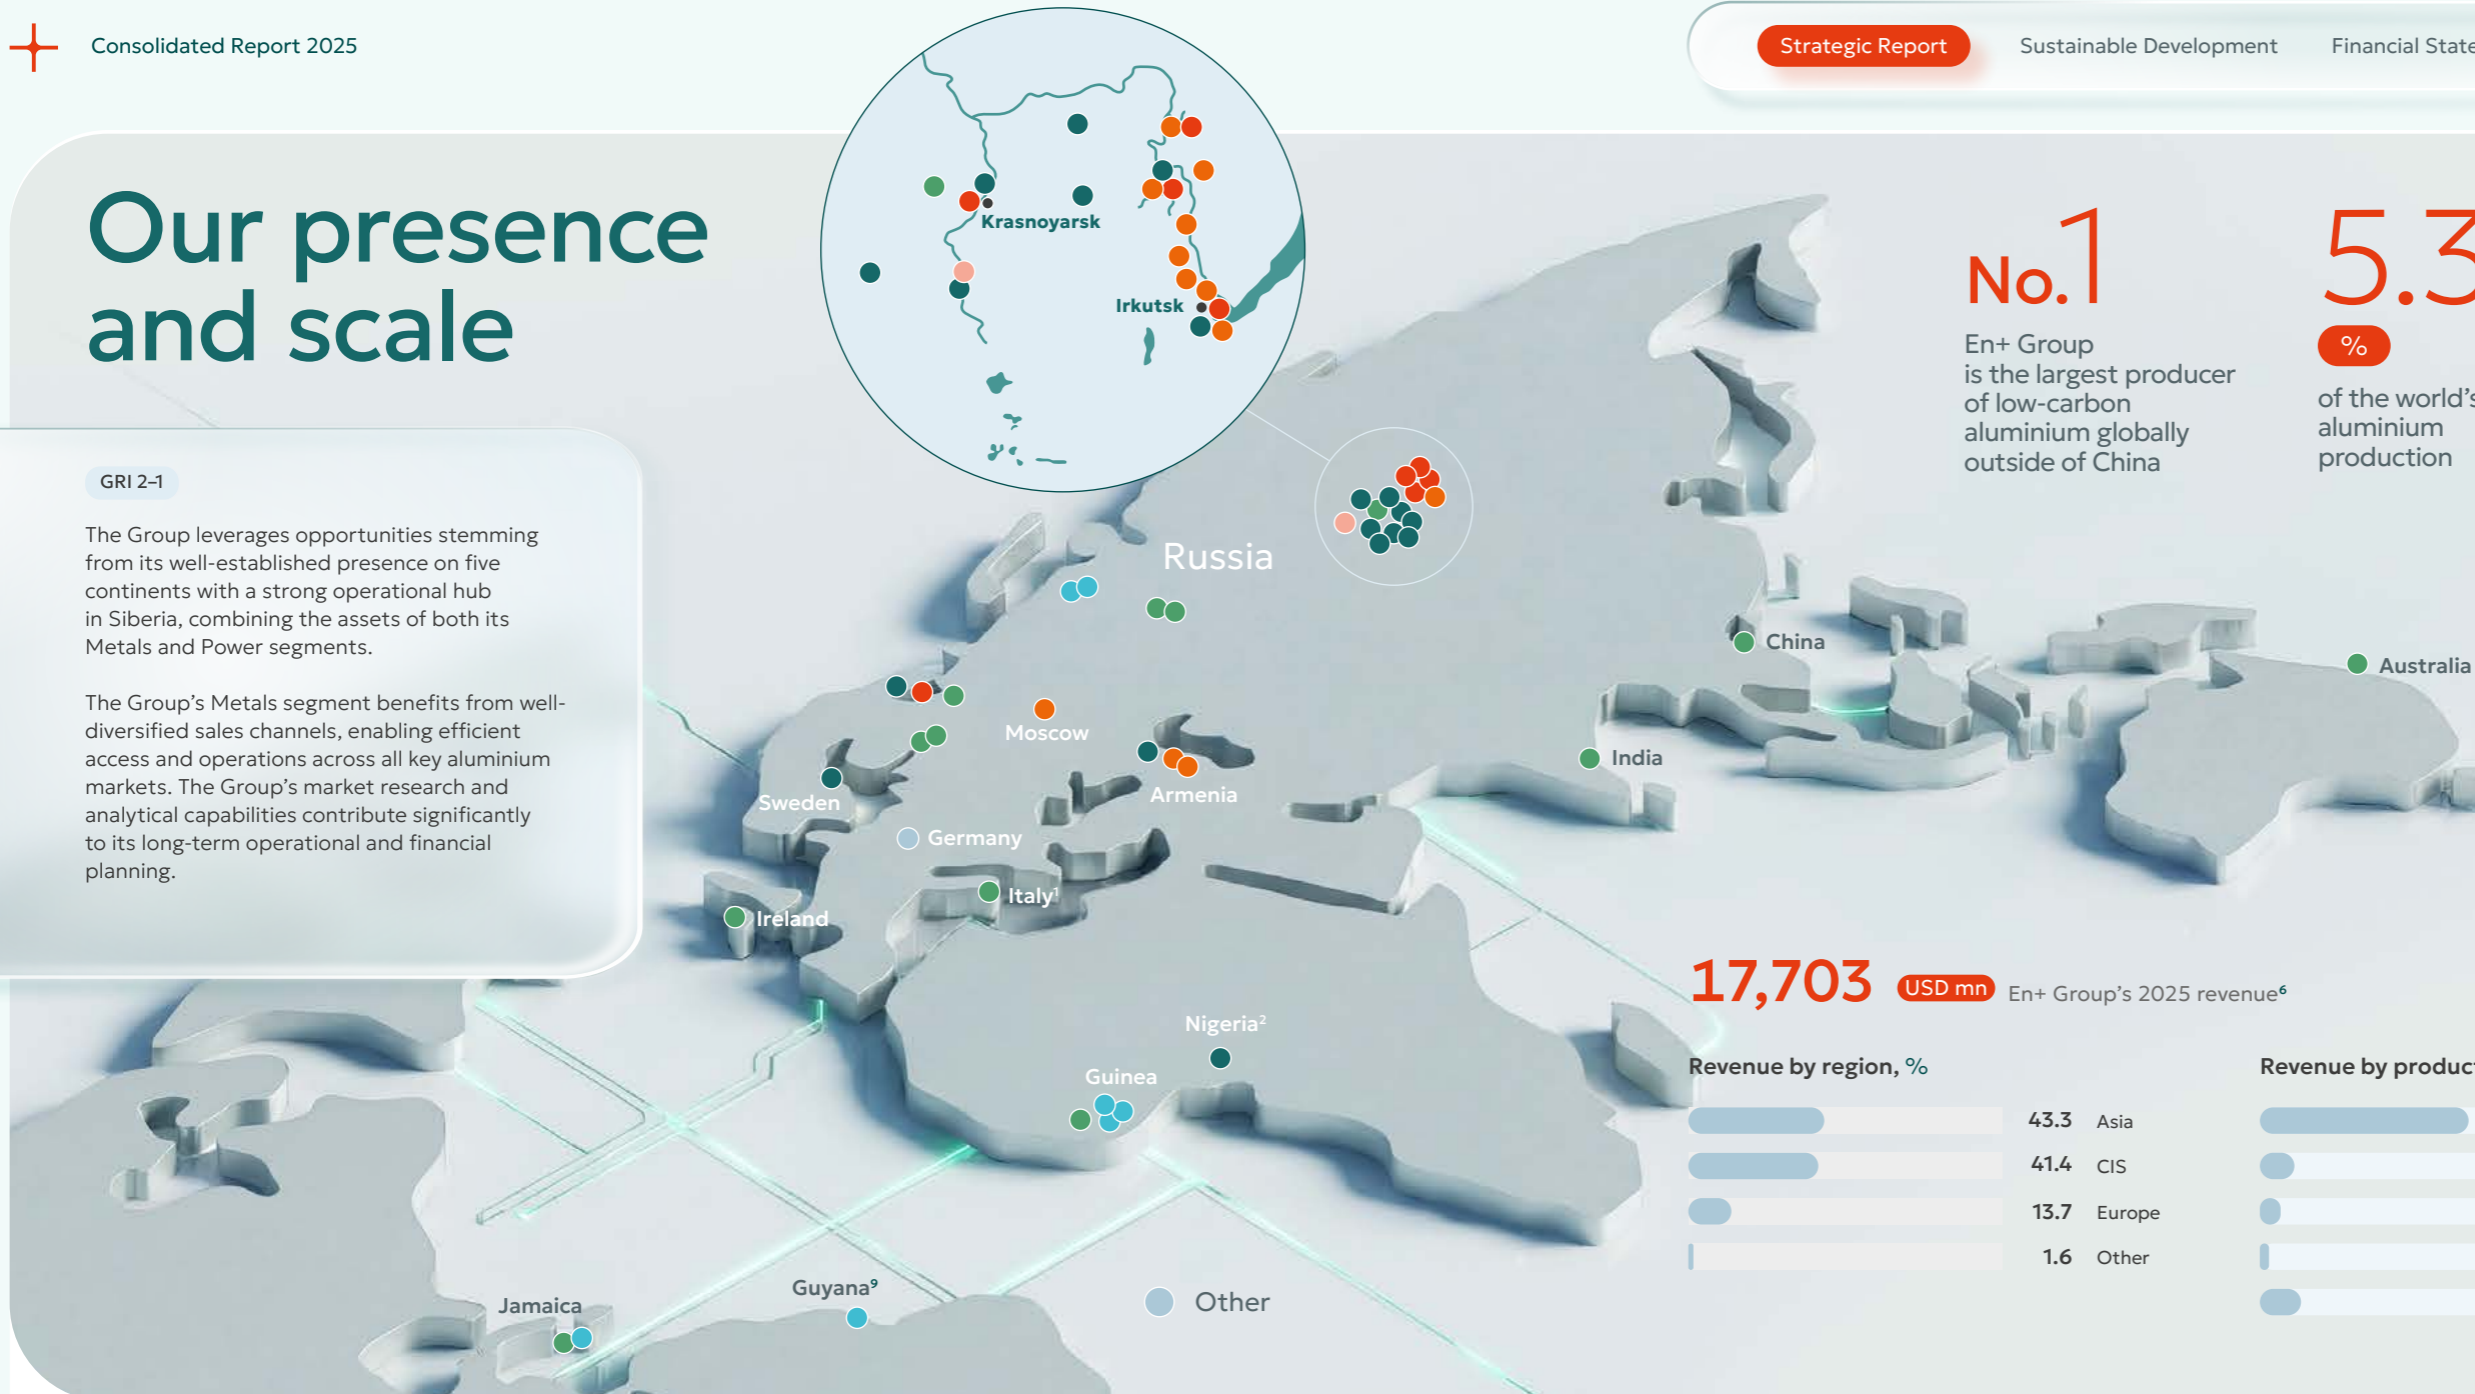 Consolidated Report 2025
Strategic Report
Sustainable Development
Financial State
Our presence
and scale
Krasnoyarsk
Irkutsk
GRI 2–1
The Group leverages opportunities stemming
from its well-established presence on five
continents with a strong operational hub
in Siberia, combining the assets of both its
Metals and Power segments.
The Group's Metals segment benefits from well-
diversified sales channels, enabling efficient
access and operations across all key aluminium
markets. The Group's market research and
analytical capabilities contribute significantly
to its long-term operational and financial
planning.
No.1
En+ Group
is the largest producer
of low-carbon
aluminium globally
outside of China
5.3
%
of the world's
aluminium
production
Russia
China
Australia
Moscow
India
Sweden
Armenia
Germany
Italy¹
Ireland
Nigeria²
Guinea
Jamaica
Guyana⁹
Other
17,703 USD mn En+ Group's 2025 revenue⁶
Revenue by region, %
43.3 Asia
41.4 CIS
13.7 Europe
1.6 Other
Revenue by produc